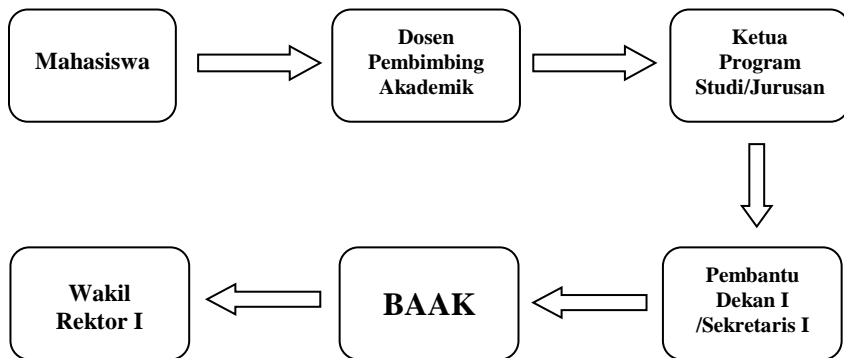 Mahasiswa
Dosen
Pembimbing
Akademik
Ketua
Program
Studi/Jurusan
Wakil
Rektor I
BAAK
Pembantu
Dekan I
/Sekretaris I